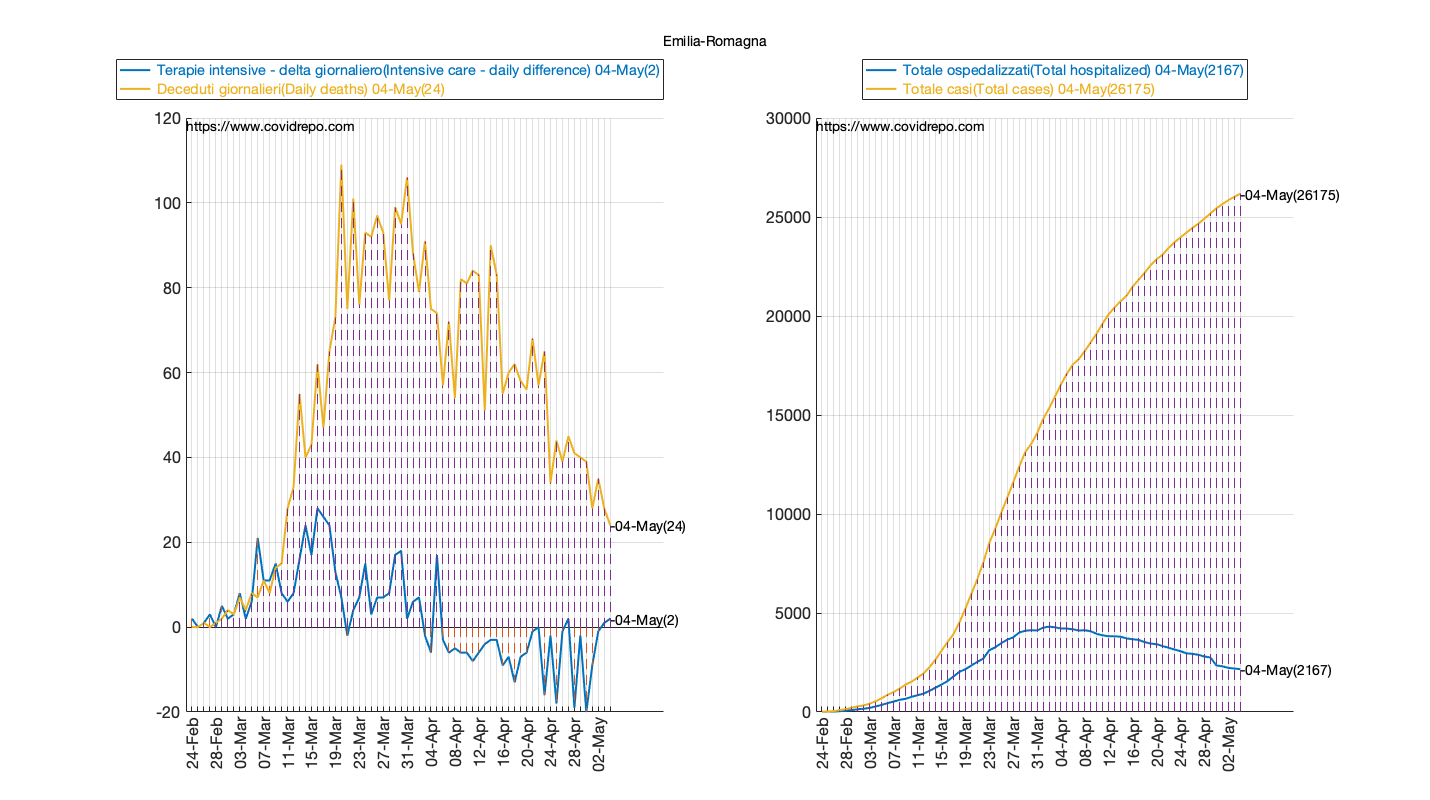 Emilia-Romagna
Terapie intensive - delta giornaliero(Intensive care - daily difference) 04-May(2)
Deceduti giornalieri(Daily deaths) 04-May(24)
https://www.covidrepo.com
120
100
80
60
40
20
0
-20
04-May(24)
04-May(2)
24-Feb
28-Feb
03-Mar
07-Mar
11-Mar
15-Mar
19-Mar
23-Mar
27-Mar
31-Mar
04-Apr
08-Apr
12-Apr
16-Apr
20-Apr
24-Apr
28-Apr
02-May
Totale ospedalizzati(Total hospitalized) 04-May(2167)
Totale casi(Total cases) 04-May(26175)
https://www.covidrepo.com
30000
25000
20000
15000
10000
5000
0
04-May(26175)
04-May(2167)
24-Feb
28-Feb
03-Mar
07-Mar
11-Mar
15-Mar
19-Mar
23-Mar
27-Mar
31-Mar
04-Apr
08-Apr
12-Apr
16-Apr
20-Apr
24-Apr
28-Apr
02-May